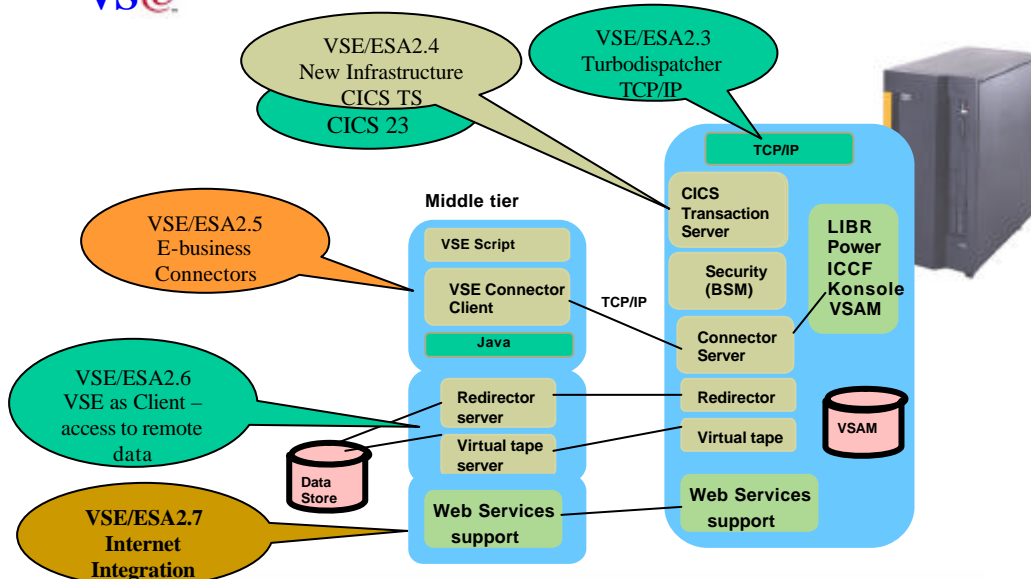 VS@
VSE/ESA2.4
New Infrastructure
CICS TS
CICS 23
VSE/ESA2.3
Turbodispatcher
TCP/IP
TCP/IP
CICS
Transaction
Server
Security
(BSM)
Connector
Server
Redirector
Virtual tape
Web Services
support
LIBR
Power
ICCF
Konsole
VSAM
VSAM
Middle tier
VSE Script
VSE Connector
Client
Java
TCP/IP
Redirector
server
Virtual tape
server
Web Services
support
Data
Store
VSE/ESA2.5
E-business
Connectors
VSE/ESA2.6
VSE as Client –
access to remote
data
VSE/ESA2.7
Internet
Integration